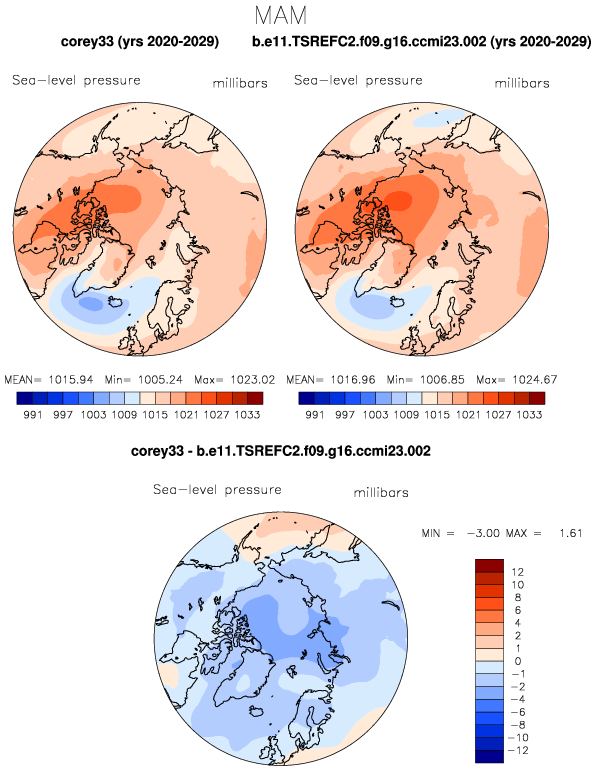 MAM
corey33 (yrs 2020-2029) b.e11.TSREFC2.f09.g16.ccmi23.002 (yrs 2020-2029)
Sea-level pressure millibars Sea-level pressure millibars
MEAN= 1015.94 Min= 1005.24 Max= 1023.02 MEAN= 1016.96 Min= 1006.85 Max= 1024.67
991 997 1003 1009 1015 1021 1027 1033 991 997 1003 1009 1015 1021 1027 1033
corey33 - b.e11.TSREFC2.f09.g16.ccmi23.002
Sea-level pressure millibars
MIN = -3.00 MAX = 1.61
12
10
8
6
4
2
1
0
-1
-2
-4
-6
-8
-10
-12